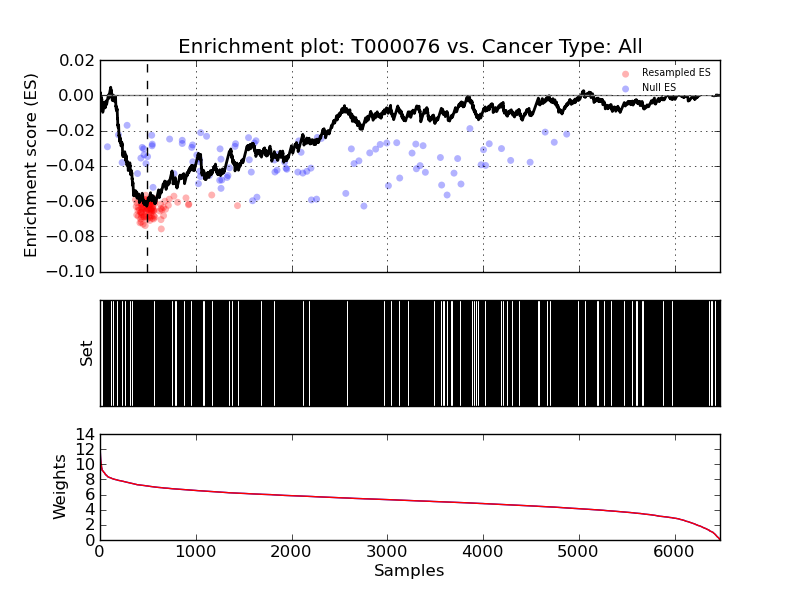 Enrichment plot: T000076 vs. Cancer Type: All
Enrichment score (ES)
0.02
0.00
−0.02
−0.04
−0.06
−0.08
−0.10
Resampled ES
Null ES
Set
Weights
14
12
10
8
6
4
2
0
0 1000 2000 3000 4000 5000 6000
Samples